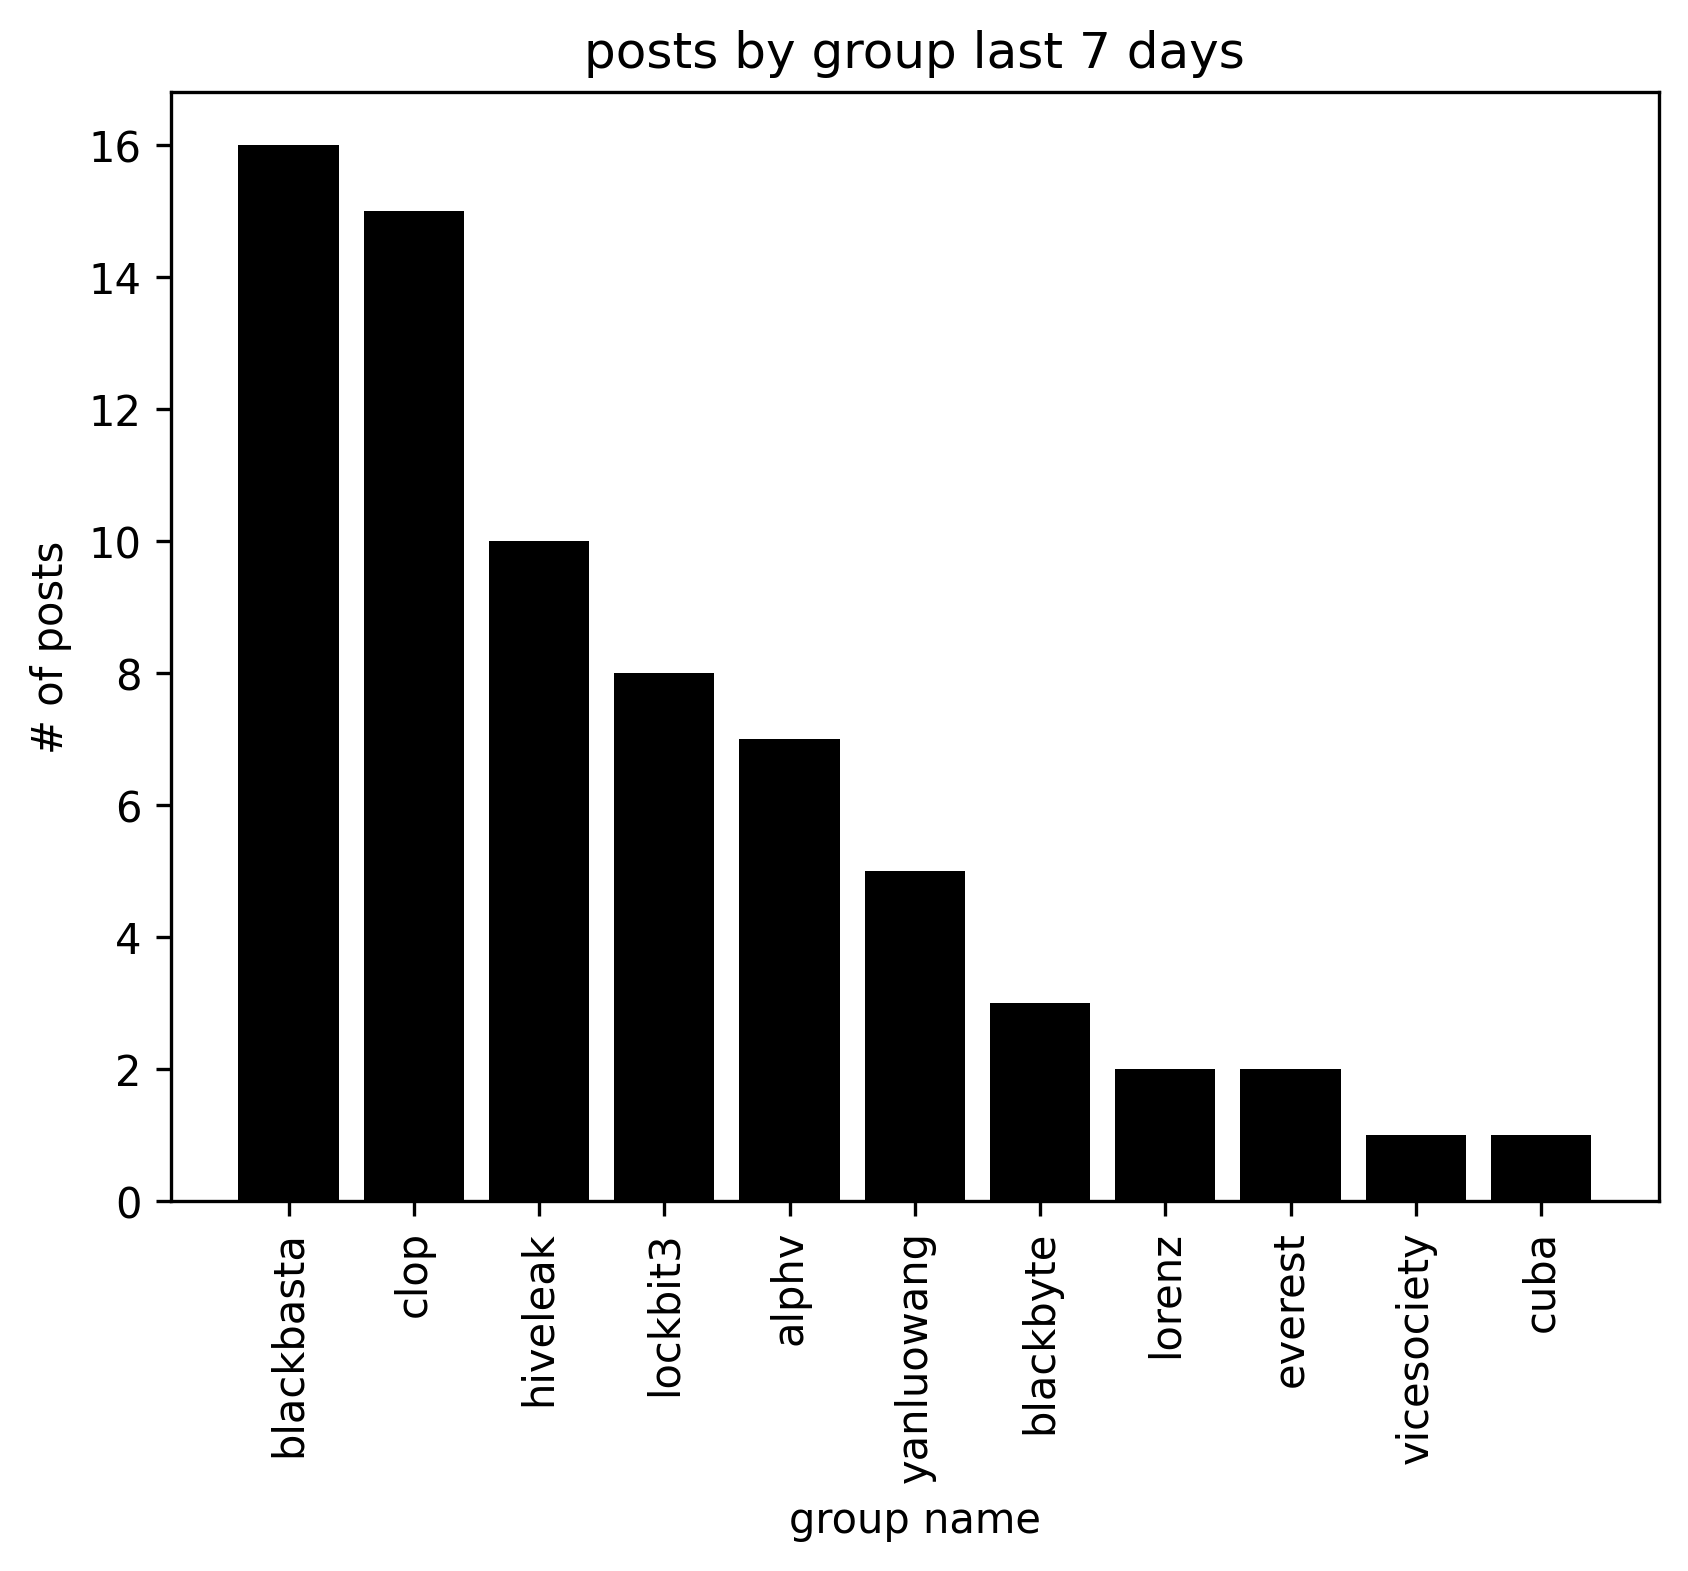 posts by group last 7 days
16
14
12
10
8
6
4
2
0
# of posts
blackbasta
clop
hiveleak
lockbit3
alphv
yanluowang
blackbyte
lorenz
everest
vicesociety
cuba
group name